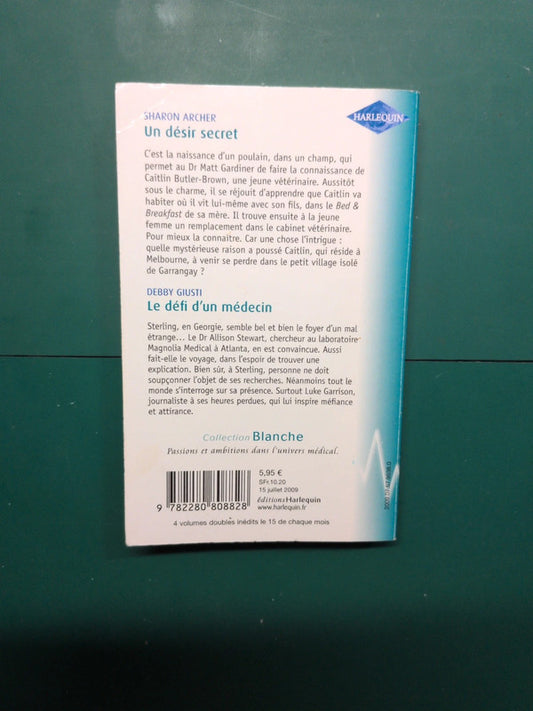 HARLEQUIN
SHARON ARCHER
Un désir secret
C'est la naissance d'un poulain, dans un champ, qui
permet au Dr Matt Gardiner de faire la connaissance de
Caitlin Butler-Brown, une jeune vétérinaire. Aussitôt
sous le charme, il se réjouit d'apprendre que Caitlin va
habiter où il vit lui-même avec son fils, dans le Bed &
Breakfast de sa mère. Il trouve ensuite à la jeune
femme un remplacement dans le cabinet vétérinaire.
Pour mieux la connaitre. Car une chose l'intrigue :
quelle mystérieuse raison a poussé Caitlin, qui réside à
Melbourne, à venir se perdre dans le petit village isolé
de Garrangay ?
DEBBY GIUSTI
Le défi d'un médecin
Sterling, en Georgie, semble bel et bien le foyer d'un mal
étrange... Le Dr Allison Stewart, chercheur au laboratoire
Magnolia Medical à Atlanta, en est convaincue. Aussi
fait-elle le voyage, dans l'espoir de trouver une
explication. Bien sûr, à Sterling, personne ne doit
soupçonner l'objet de ses recherches. Néanmoins tout le
monde s'interroge sur sa présence. Surtout Luke Garrison,
journaliste à ses heures perdues, qui lui inspire méfiance
et attirance.
Collection Blanche
Passions et ambitions dans l'univers médical.
5,95 €
SFr.10.20
15 juillet 2009
éditionsHarlequin
www.harlequin.fr
9 782280 808828
4 volumes doubles inédits le 15 de chaque mois